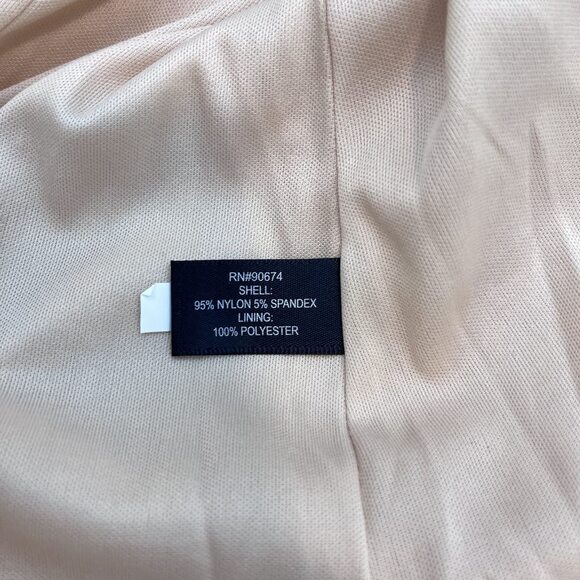 RN#90674
SHELL:
95% NYLON 5% SPANDEX
LINING:
100% POLYESTER